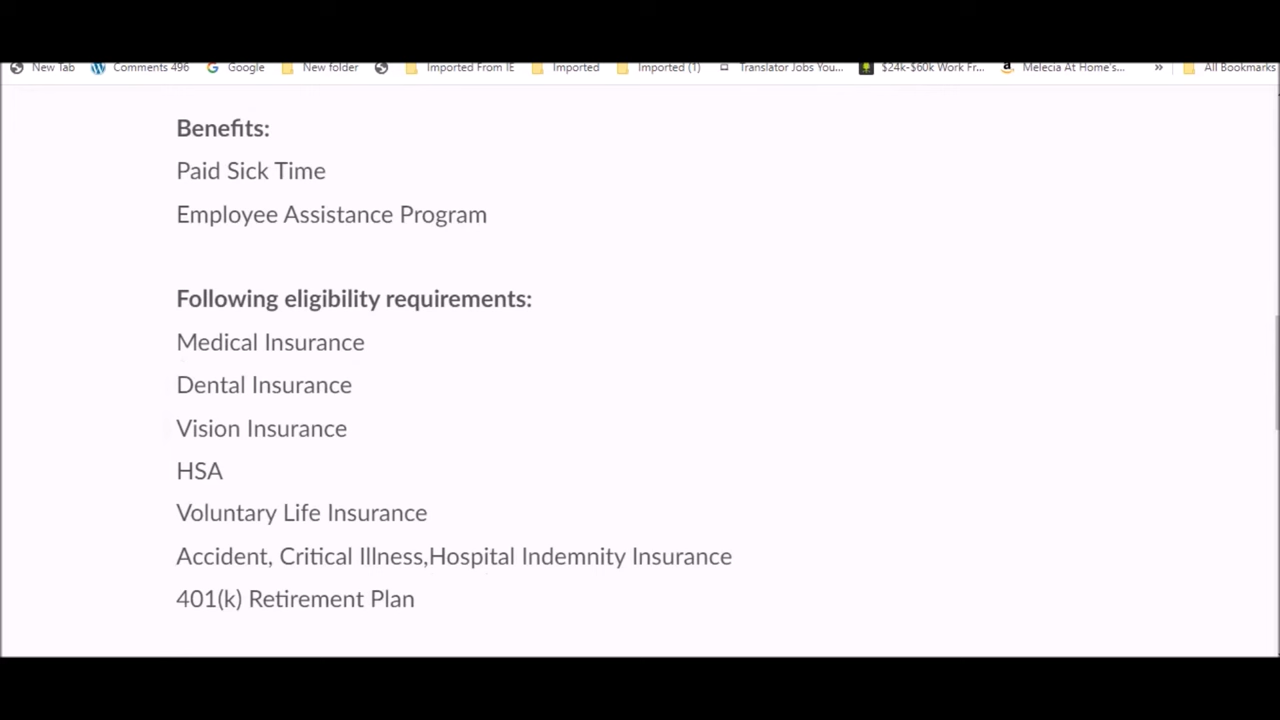 New Tab Comments 496 Google New folder Imported From IE Imported Imported (1) Translator Jobs You... $24k-$60k Work Fr... Melecia At Home's... » All Bookmarks
Benefits:
Paid Sick Time
Employee Assistance Program
Following eligibility requirements:
Medical Insurance
Dental Insurance
Vision Insurance
HSA
Voluntary Life Insurance
Accident, Critical Illness,Hospital Indemnity Insurance
401(k) Retirement Plan